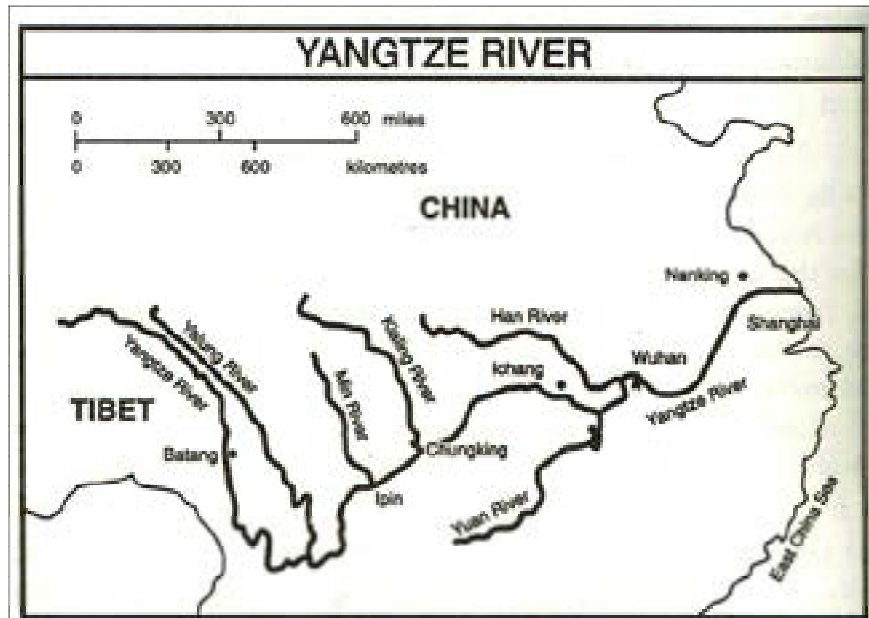 YANGTZE RIVER
0 300 600 miles
0 300 600 kilometres
CHINA
Nanking
Shanghai
Han River
Wuhan
Ichang
Yangtze River
Yalung River
Yangtze River
Min River
Kialing River
TIBET
Batang
Chungking
Ipin
Yuan River
East China Sea